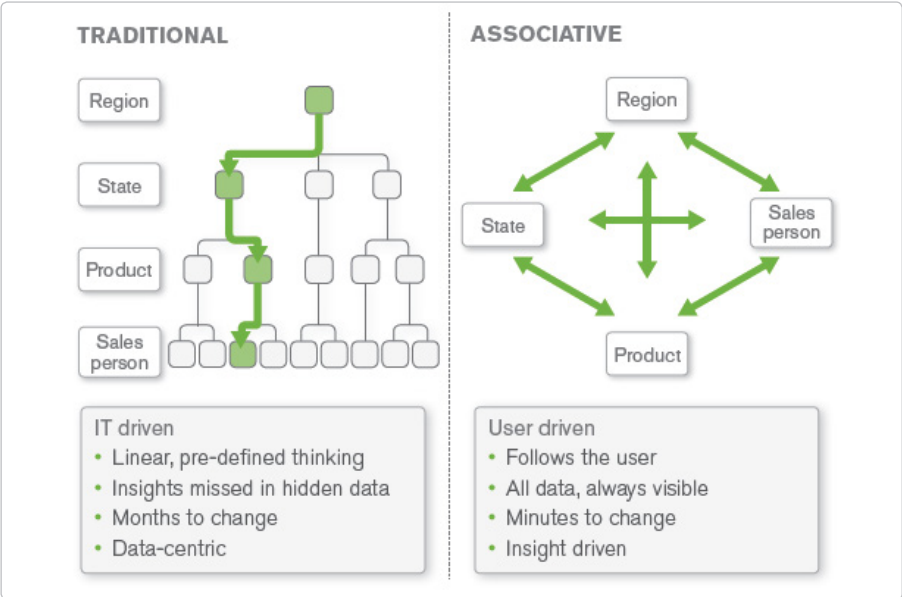 TRADITIONAL
Region
State
Product
Sales
person
IT driven
• Linear, pre-defined thinking
• Insights missed in hidden data
• Months to change
• Data-centric
ASSOCIATIVE
Region
State
Sales
person
Product
User driven
• Follows the user
• All data, always visible
• Minutes to change
• Insight driven